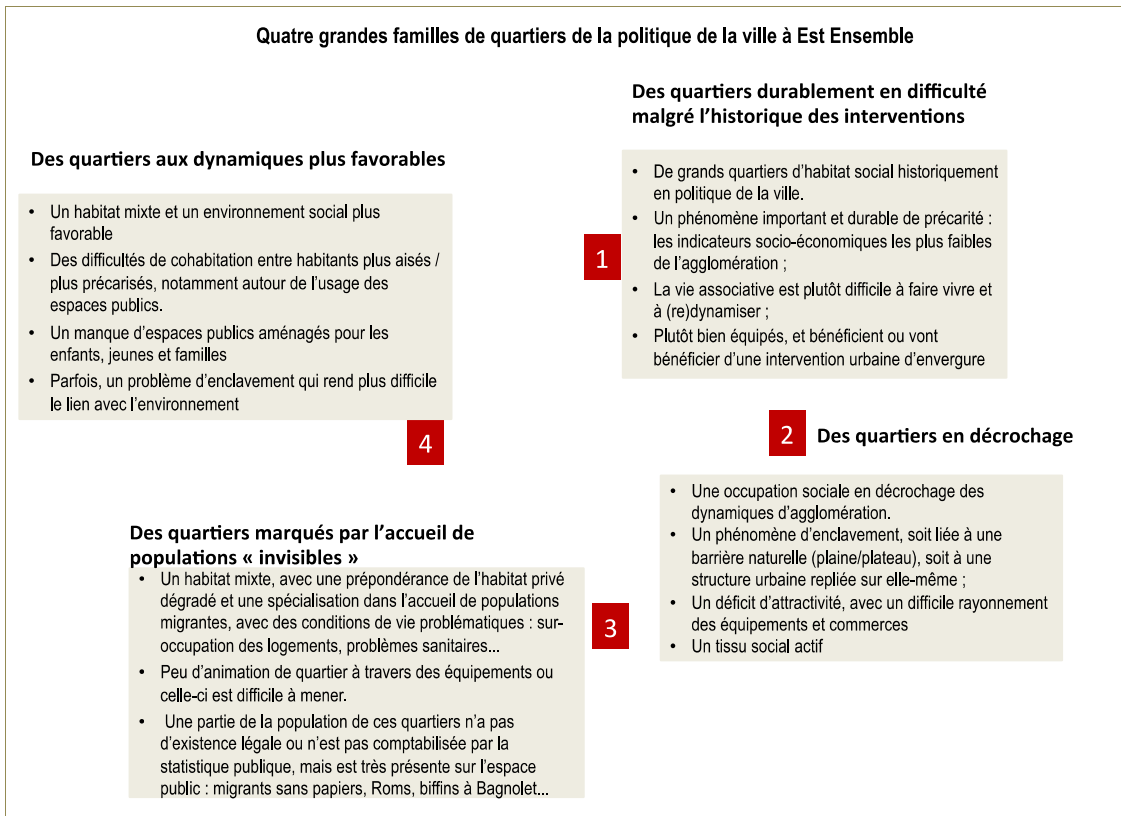 Quatre grandes familles de quartiers de la politique de la ville à Est Ensemble
Des quartiers durablement en difficulté
malgré l'historique des interventions
1
• De grands quartiers d'habitat social historiquement
en politique de la ville.
• Un phénomène important et durable de précarité :
les indicateurs socio-économiques les plus faibles
de l'agglomération ;
• La vie associative est plutôt difficile à faire vivre et
à (re)dynamiser ;
• Plutôt bien équipés, et bénéficient ou vont
bénéficier d'une intervention urbaine d'envergure
2
Des quartiers en décrochage
• Une occupation sociale en décrochage des
dynamiques d'agglomération.
• Un phénomène d'enclavement, soit liée à une
barrière naturelle (plaine/plateau), soit à une
structure urbaine repliée sur elle-même ;
• Un déficit d'attractivité, avec un difficile rayonnement
des équipements et commerces
• Un tissu social actif
Des quartiers marqués par l'accueil de
populations « invisibles »
3
• Un habitat mixte, avec une prépondérance de l'habitat privé
dégradé et une spécialisation dans l'accueil de populations
migrantes, avec des conditions de vie problématiques : sur-
occupation des logements, problèmes sanitaires...
• Peu d'animation de quartier à travers des équipements ou
celle-ci est difficile à mener.
• Une partie de la population de ces quartiers n'a pas
d'existence légale ou n'est pas comptabilisée par la
statistique publique, mais est très présente sur l'espace
public : migrants sans papiers, Roms, biffins à Bagnolet...
Des quartiers aux dynamiques plus favorables
• Un habitat mixte et un environnement social plus
favorable
• Des difficultés de cohabitation entre habitants plus aisés /
plus précarisés, notamment autour de l'usage des
espaces publics.
• Un manque d'espaces publics aménagés pour les
enfants, jeunes et familles
• Parfois, un problème d'enclavement qui rend plus difficile
le lien avec l'environnement
4